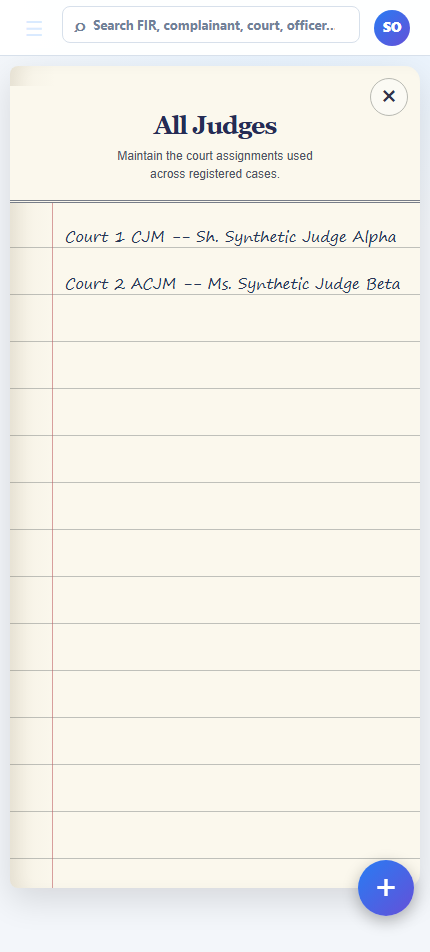 Search FIR, complainant, court, officer..
SO
All Judges
Maintain the court assignments used
across registered cases.
Court 1 CJM -- Sh. Synthetic Judge Alpha
Court 2 ACJM -- Ms. Synthetic Judge Beta